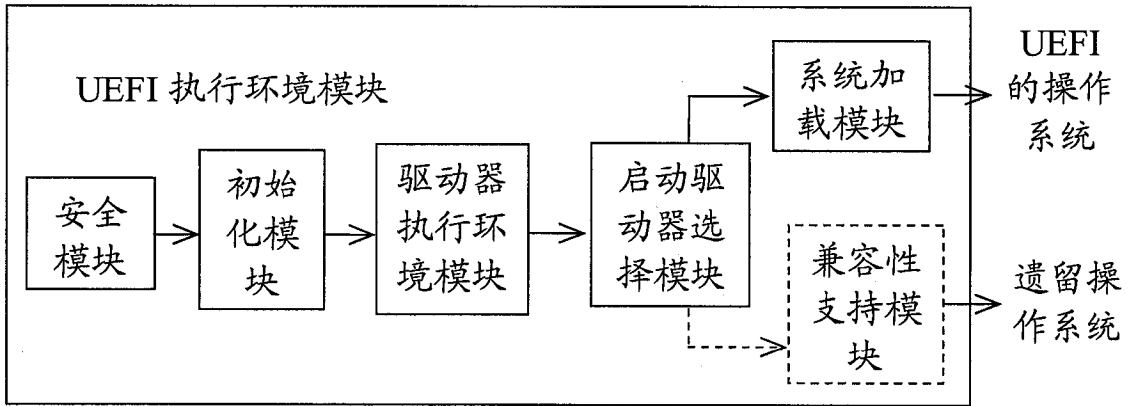 UEFI 执行环境模块
安全
模块
初始
化模
块
驱动器
执行环
境模块
启动驱
动器选
择模块
系统加
载模块
UEFI
的操作
系统
兼容性
支持模
块
遗留操
作系统